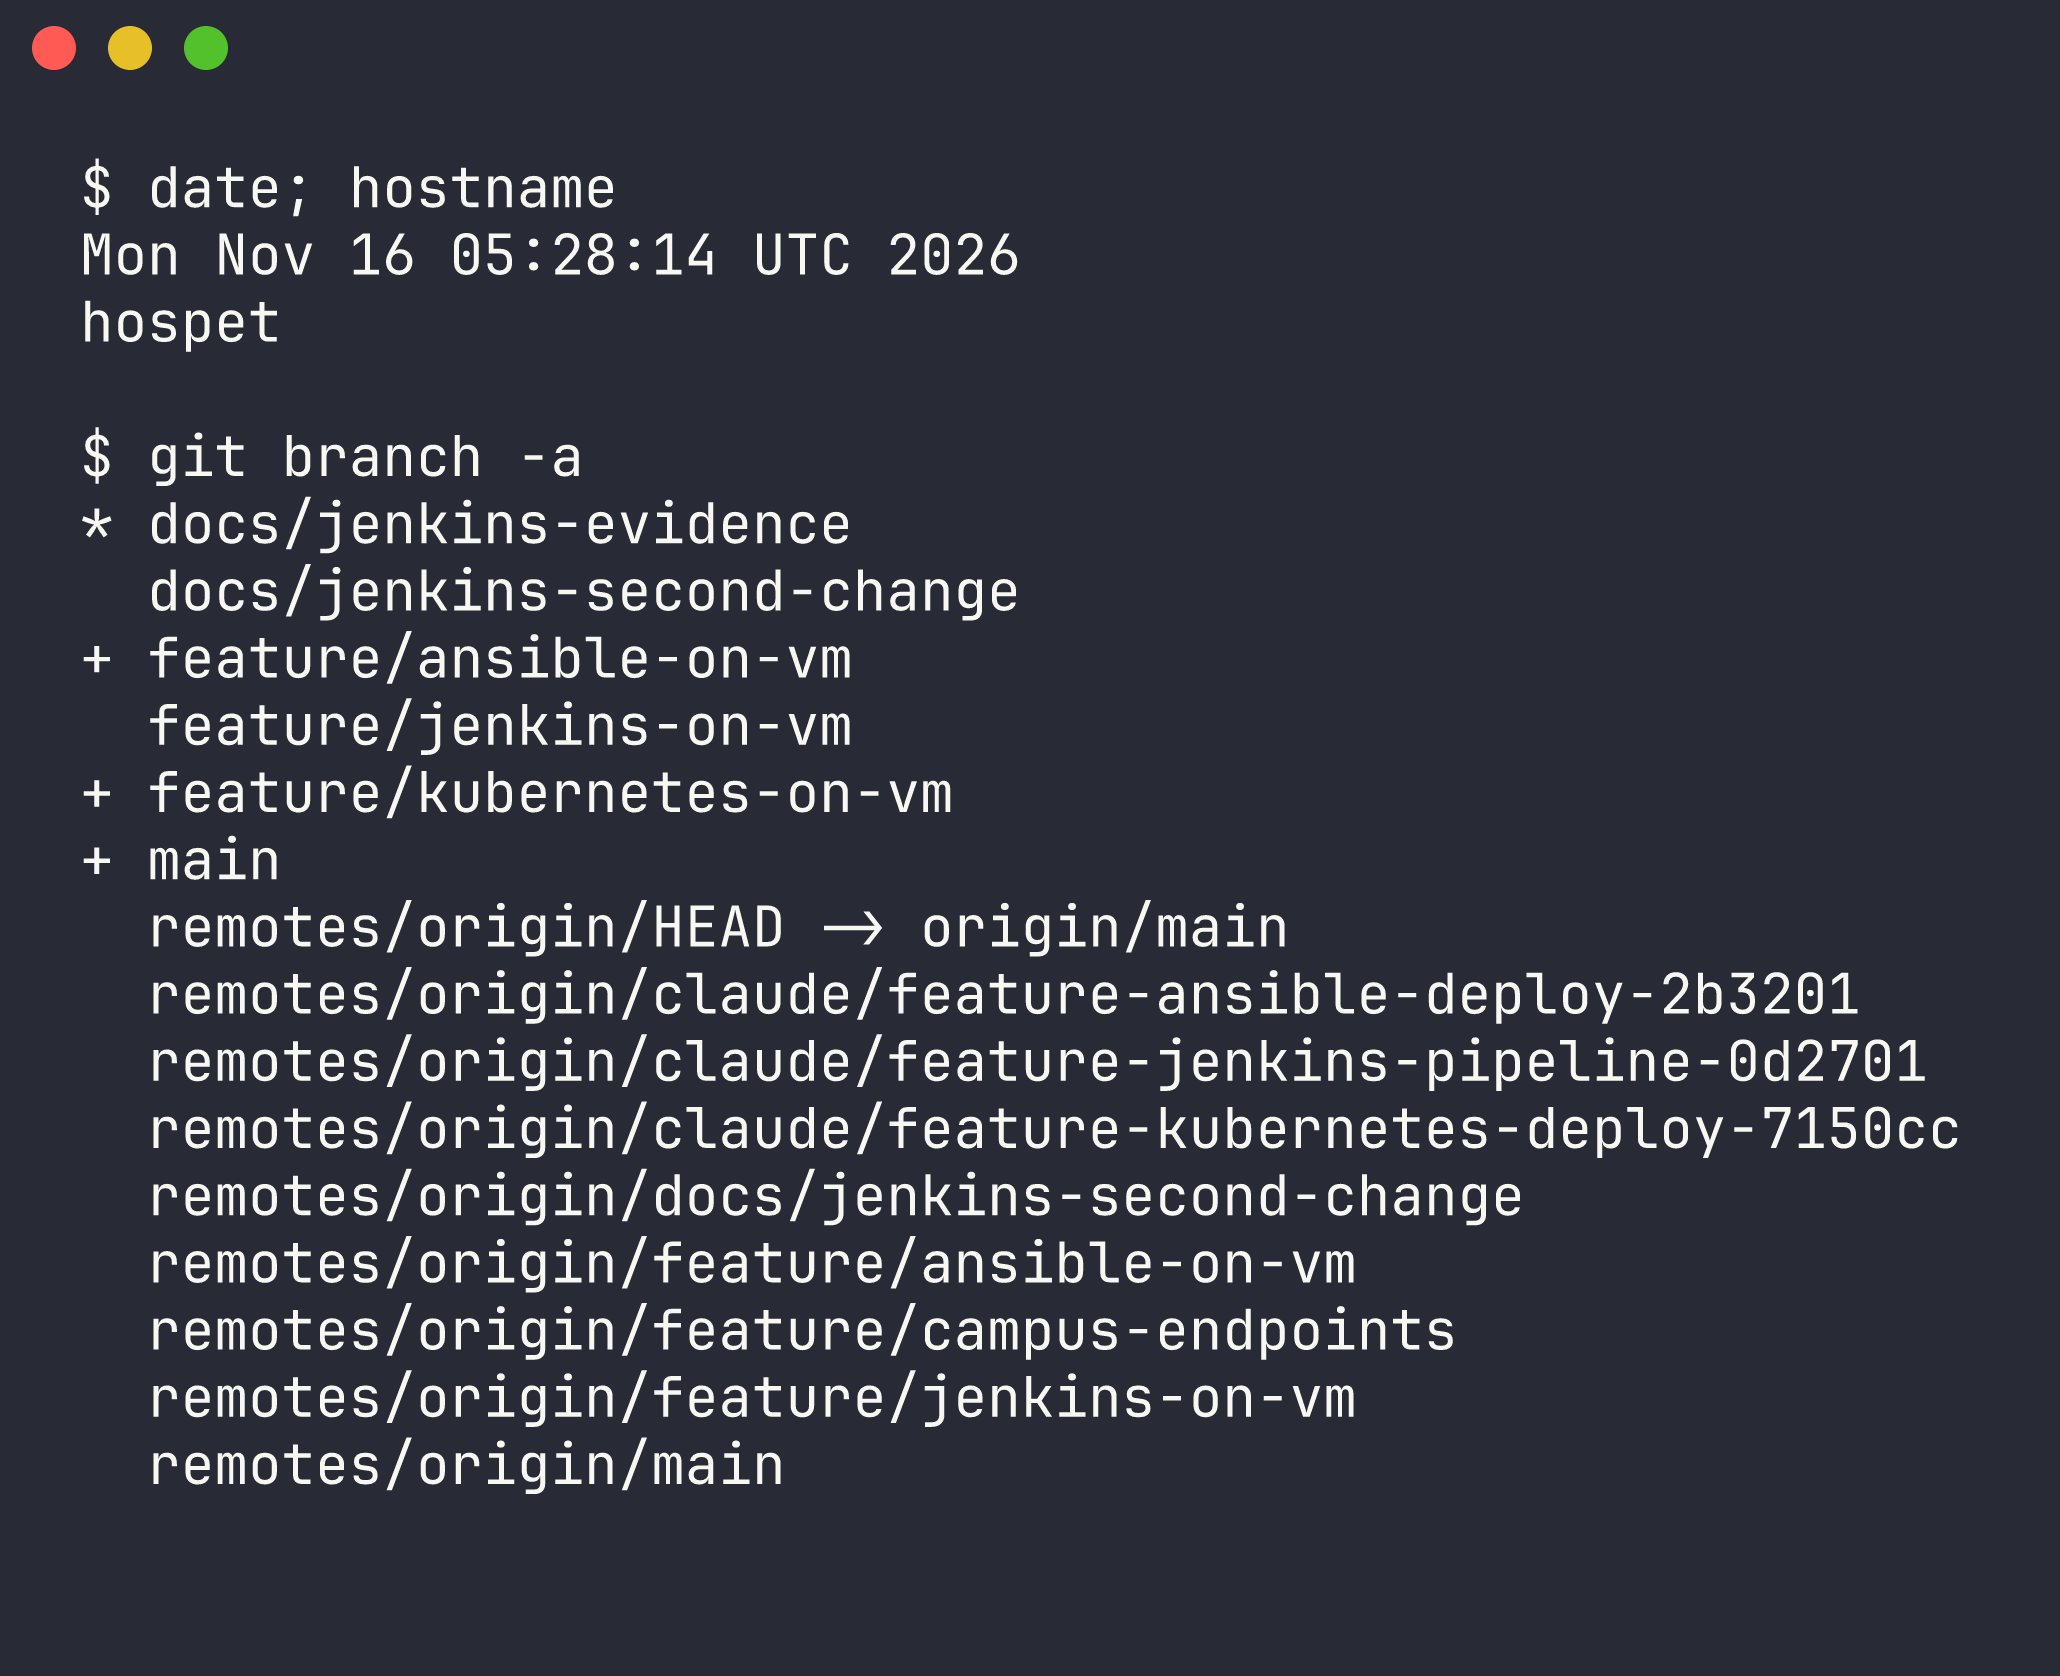 $ date; hostname
Mon Nov 16 05:28:14 UTC 2026
hospet

$ git branch -a
* docs/jenkins-evidence
  docs/jenkins-second-change
+ feature/ansible-on-vm
  feature/jenkins-on-vm
+ feature/kubernetes-on-vm
+ main
  remotes/origin/HEAD -> origin/main
  remotes/origin/claude/feature-ansible-deploy-2b3201
  remotes/origin/claude/feature-jenkins-pipeline-0d2701
  remotes/origin/claude/feature-kubernetes-deploy-7150cc
  remotes/origin/docs/jenkins-second-change
  remotes/origin/feature/ansible-on-vm
  remotes/origin/feature/campus-endpoints
  remotes/origin/feature/jenkins-on-vm
  remotes/origin/main